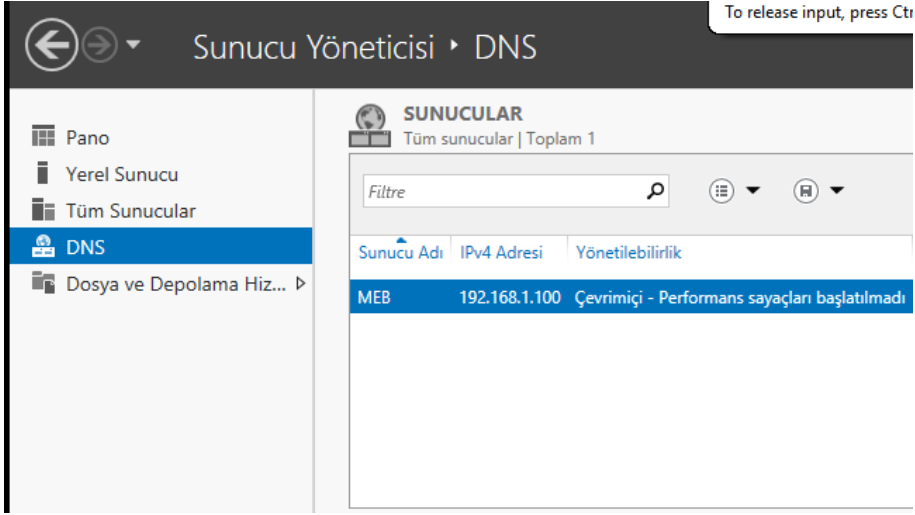 To release input, press Ctr
Sunucu Yöneticisi ‣ DNS
Pano
Yerel Sunucu
Tüm Sunucular
DNS
Dosya ve Depolama Hiz...
SUNUCULAR
Tüm sunucular | Toplam 1
Filtre
Sunucu Adı IPv4 Adresi Yönetilebilirlik
MEB 192.168.1.100 Çevrimiçi - Performans sayaçları başlatılmadı